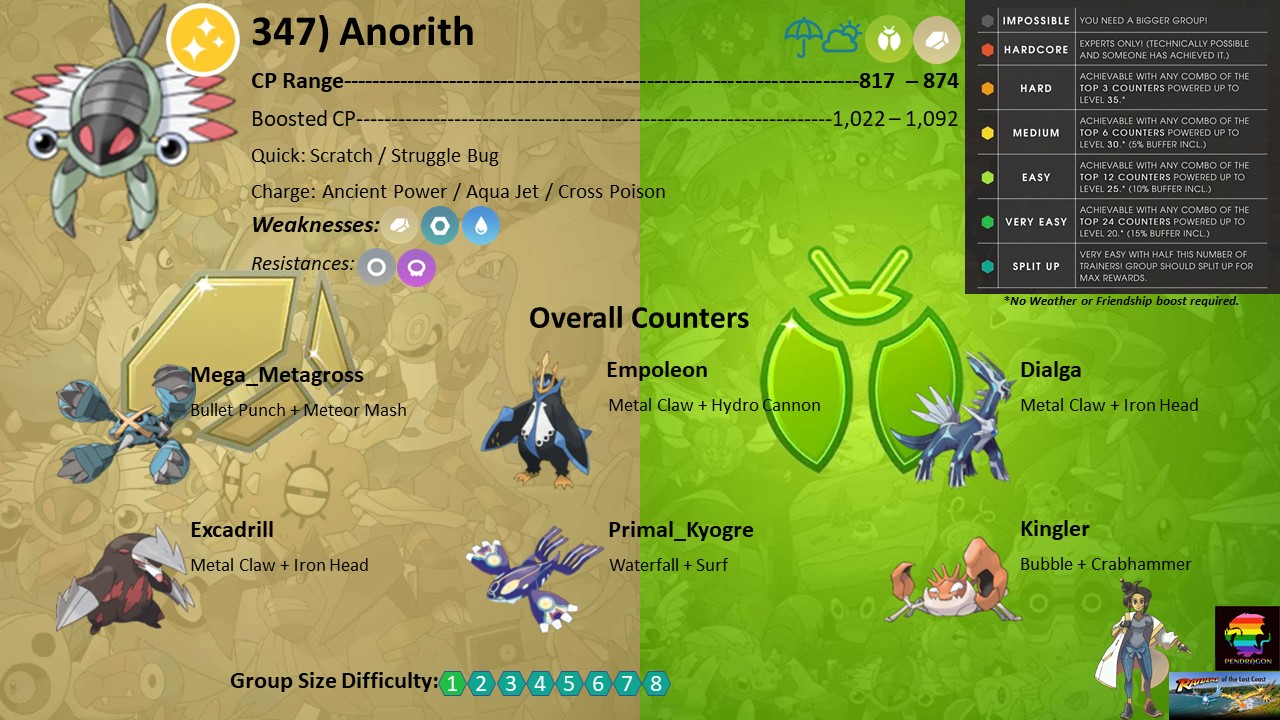 347) Anorith
CP Range---817 – 874
Boosted CP---1,022 – 1,092
Quick: Scratch / Struggle Bug
Charge: Ancient Power / Aqua Jet / Cross Poison
Weaknesses:
Resistances:
IMPOSSIBLE YOU NEED A BIGGER GROUP!
HARDCORE EXPERTS ONLY! (TECHNICALLY POSSIBLE
AND SOMEONE HAS ACHIEVED IT.)
HARD ACHIEVABLE WITH ANY COMBO OF THE
TOP 3 COUNTERS POWERED UP TO
LEVEL 35.*
MEDIUM ACHIEVABLE WITH ANY COMBO OF THE
TOP 6 COUNTERS POWERED UP TO
LEVEL 30.* (5% BUFFER INCL.)
EASY ACHIEVABLE WITH ANY COMBO OF THE
TOP 12 COUNTERS POWERED UP TO
LEVEL 25.* (10% BUFFER INCL.)
VERY EASY ACHIEVABLE WITH ANY COMBO OF THE
TOP 24 COUNTERS POWERED UP TO
LEVEL 20.* (15% BUFFER INCL.)
SPLIT UP VERY EASY WITH HALF THIS NUMBER OF
TRAINERS! GROUP SHOULD SPLIT UP FOR
MAX REWARDS.
*No Weather or Friendship boost required.
Overall Counters
Mega_Metagross
Bullet Punch + Meteor Mash
Empoleon
Metal Claw + Hydro Cannon
Dialga
Metal Claw + Iron Head
Excadrill
Metal Claw + Iron Head
Primal_Kyogre
Waterfall + Surf
Kingler
Bubble + Crabhammer
Group Size Difficulty: 1 2 3 4 5 6 7 8
PENDRAGON
RAIDERS of the Lost Coast